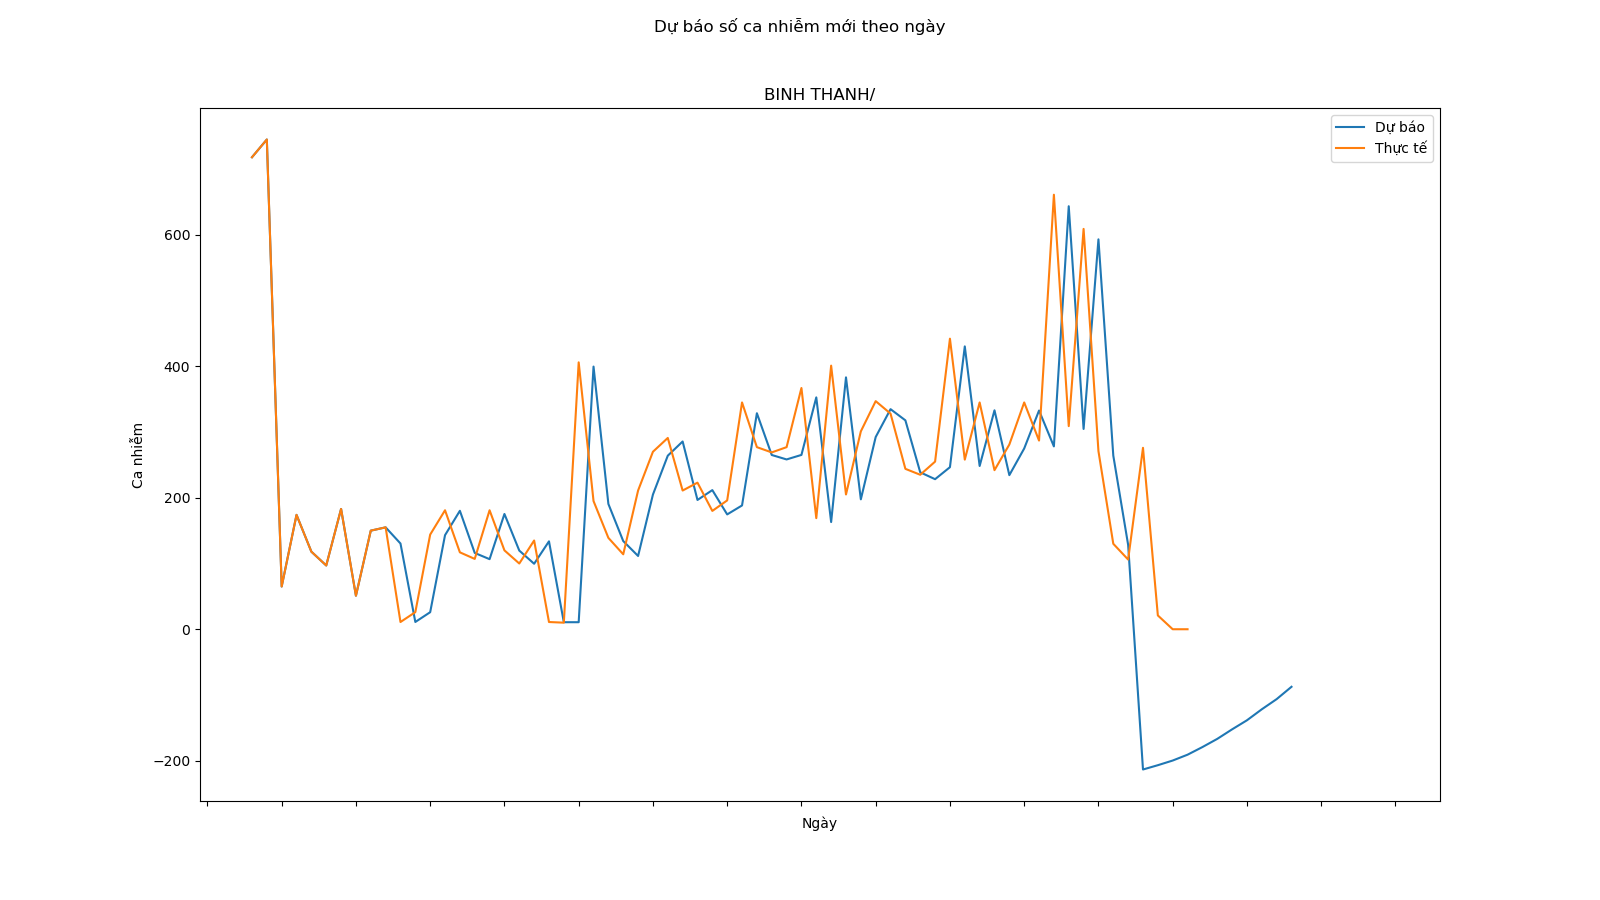 Dự báo số ca nhiễm mới theo ngày
BINH THANH/
Dự báo
Thực tế
600
400
200
0
−200
Ca nhiễm
Ngày